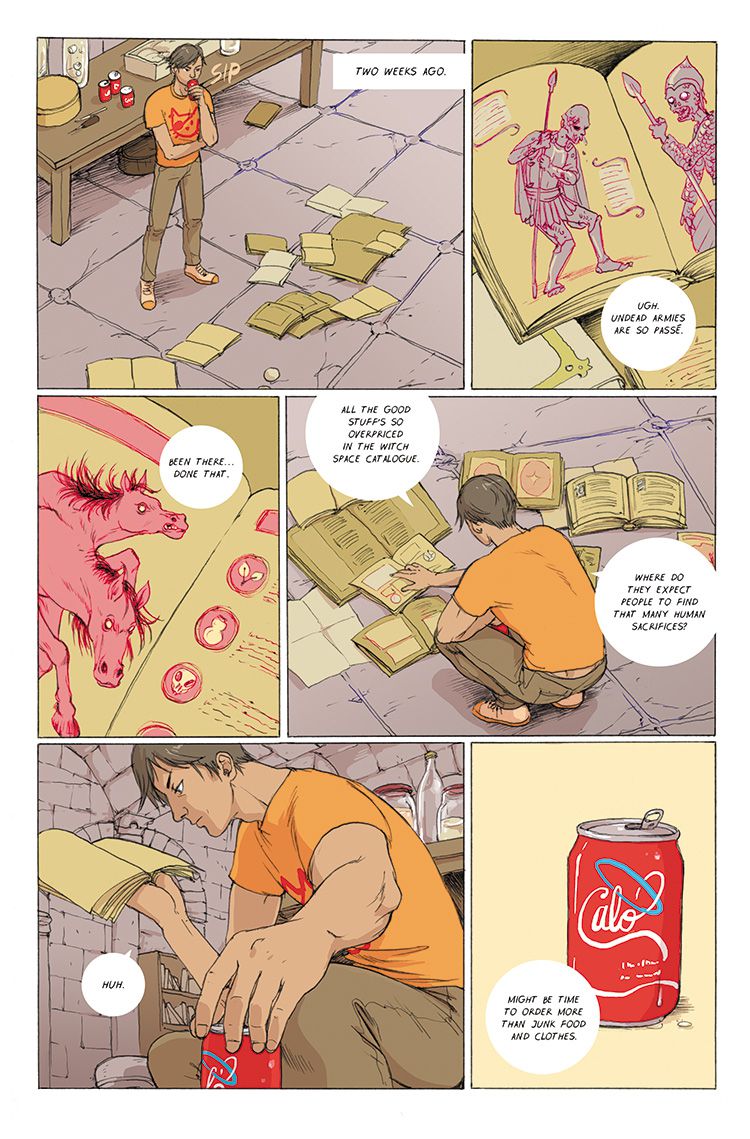 SIP
TWO WEEKS AGO.
UGH.
UNDEAD ARMIES
ARE SO PASSÉ.
BEEN THERE...
DONE THAT.
ALL THE GOOD
STUFF'S SO
OVERPRICED
IN THE WITCH
SPACE CATALOGUE.
WHERE DO
THEY EXPECT
PEOPLE TO FIND
THAT MANY HUMAN
SACRIFICES?
HUH.
Calo
MIGHT BE TIME
TO ORDER MORE
THAN JUNK FOOD
AND CLOTHES.